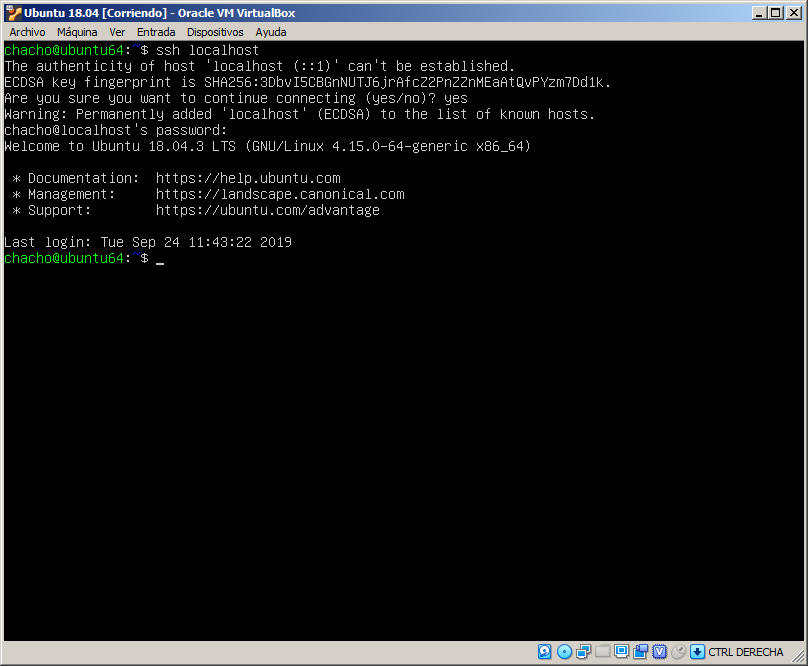 Ubuntu 18.04 [Corriendo] - Oracle VM VirtualBox
Archivo Máquina Ver Entrada Dispositivos Ayuda
chacho@ubuntu64:~$ ssh localhost
The authenticity of host 'localhost (::1)' can't be established.
ECDSA key fingerprint is SHA256:3DbvI5CBGnNUTJ6jrAfcZ2PnZ2nMEaAtQvPYzm7Dd1k.
Are you sure you want to continue connecting (yes/no)? yes
Warning: Permanently added 'localhost' (ECDSA) to the list of known hosts.
chacho@localhost's password:
Welcome to Ubuntu 18.04.3 LTS (GNU/Linux 4.15.0-64-generic x86_64)
* Documentation: https://help.ubuntu.com
* Management: https://landscape.canonical.com
* Support: https://ubuntu.com/advantage
Last login: Tue Sep 24 11:43:22 2019
chacho@ubuntu64:~$ _
CTRL DERECHA